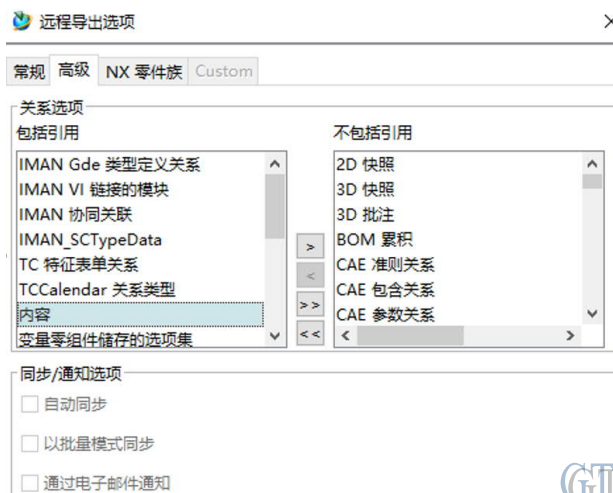 远程导出选项
常规 高级 NX 零件族 Custom
关系选项
包括引用
IMAN Gde 类型定义关系
IMAN VI 链接的模块
IMAN 协同关联
IMAN_SCTypeData
TC 特征表单关系
TCCalendar 关系类型
内容
变量零组件储存的选项集
>
<
>>
<<
不包括引用
2D 快照
3D 快照
3D 批注
BOM 累积
CAE 准则关系
CAE 包含关系
CAE 参数关系
同步/通知选项
自动同步
以批量模式同步
通过电子邮件通知